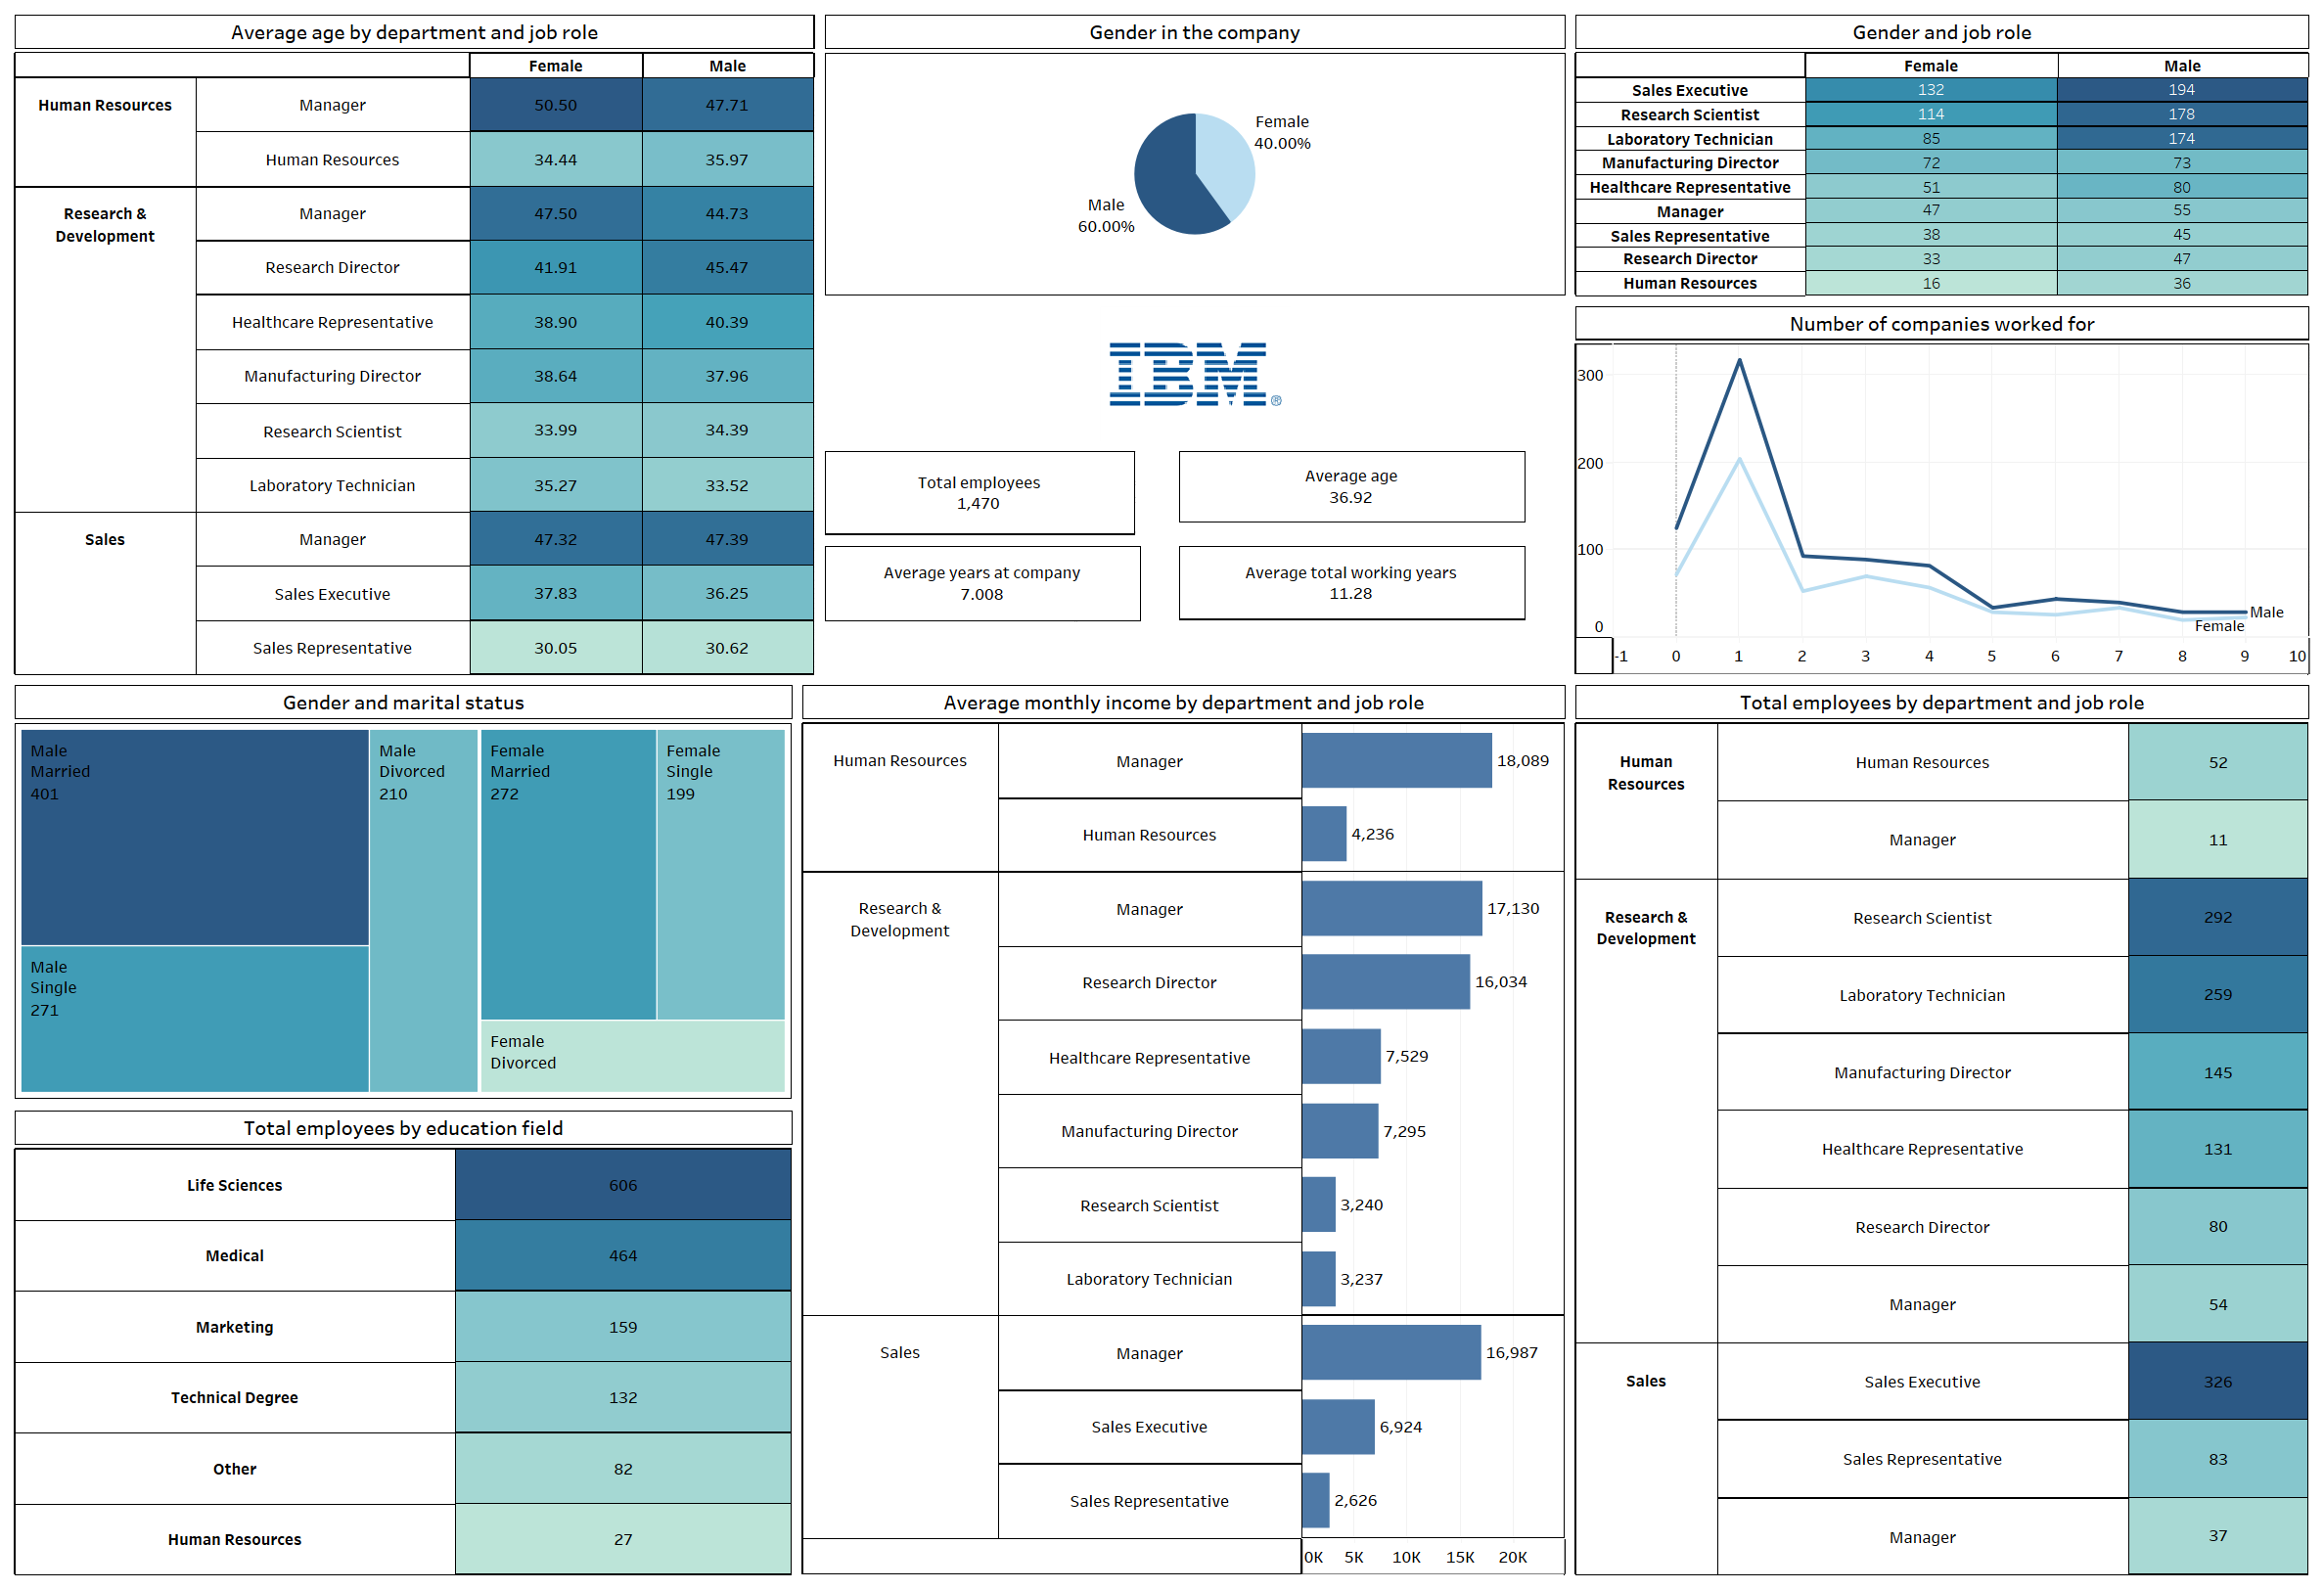 Average age by department and job role
Female Male
Human Resources Manager 50.50 47.71
Human Resources 34.44 35.97
Research &
Development
Manager 47.50 44.73
Research Director 41.91 45.47
Healthcare Representative 38.90 40.39
Manufacturing Director 38.64 37.96
Research Scientist 33.99 34.39
Laboratory Technician 35.27 33.52
Sales Manager 47.32 47.39
Sales Executive 37.83 36.25
Sales Representative 30.05 30.62
Gender in the company
Female
40.00%
Male
60.00%
IBM®
Total employees
1,470
Average age
36.92
Average years at company
7.008
Average total working years
11.28
Gender and job role
Female Male
Sales Executive 132 194
Research Scientist 114 178
Laboratory Technician 85 174
Manufacturing Director 72 73
Healthcare Representative 51 80
Manager 47 55
Sales Representative 38 45
Research Director 33 47
Human Resources 16 36
Number of companies worked for
300
200
100
0
Male
Female
-1 0 1 2 3 4 5 6 7 8 9 10
Gender and marital status
Male
Married
401
Male
Divorced
210
Female
Married
272
Female
Single
199
Male
Single
271
Female
Divorced
Total employees by education field
Life Sciences 606
Medical 464
Marketing 159
Technical Degree 132
Other 82
Human Resources 27
Average monthly income by department and job role
Human Resources Manager 18,089
Human Resources 4,236
Research &
Development
Manager 17,130
Research Director 16,034
Healthcare Representative 7,529
Manufacturing Director 7,295
Research Scientist 3,240
Laboratory Technician 3,237
Sales Manager 16,987
Sales Executive 6,924
Sales Representative 2,626
0K 5K 10K 15K 20K
Total employees by department and job role
Human
Resources
Human Resources 52
Manager 11
Research &
Development
Research Scientist 292
Laboratory Technician 259
Manufacturing Director 145
Healthcare Representative 131
Research Director 80
Manager 54
Sales Sales Executive 326
Sales Representative 83
Manager 37